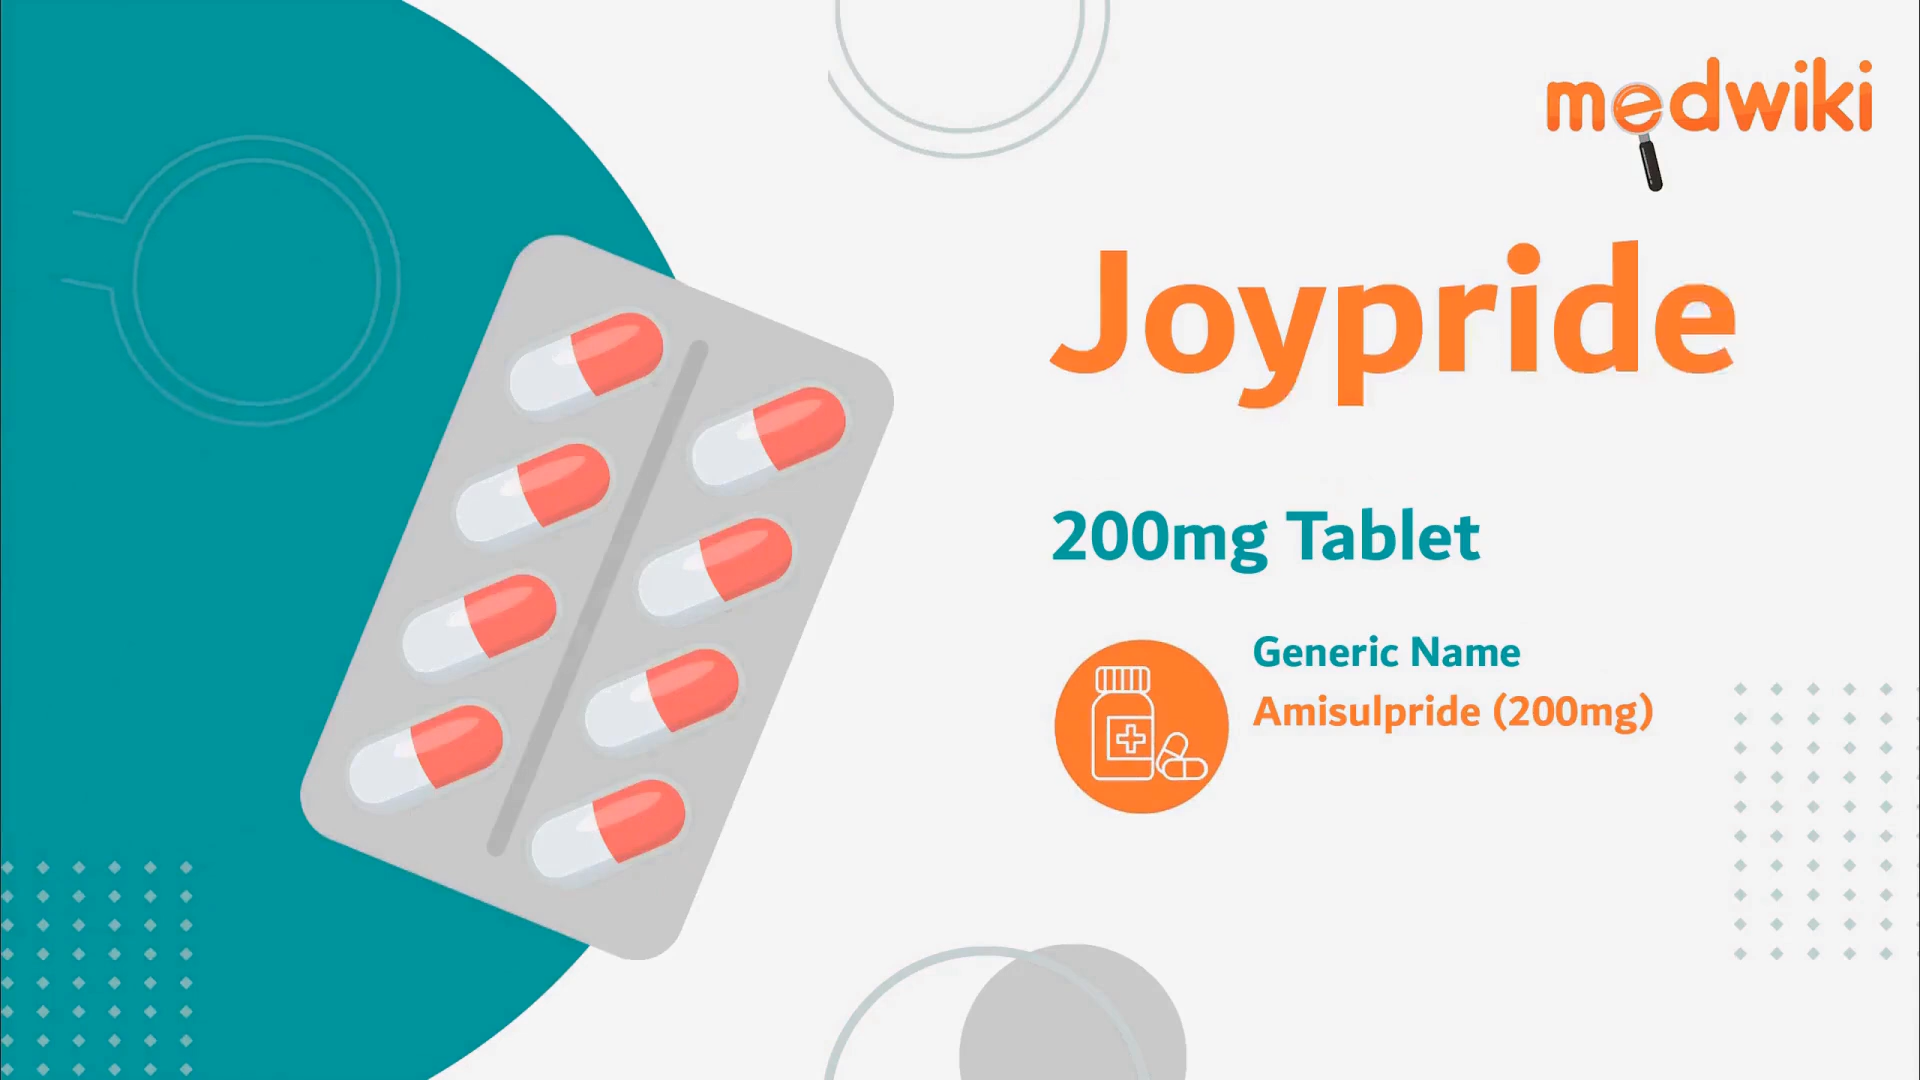 medwiki
Joypride
200mg Tablet
Generic Name
Amisulpride (200mg)